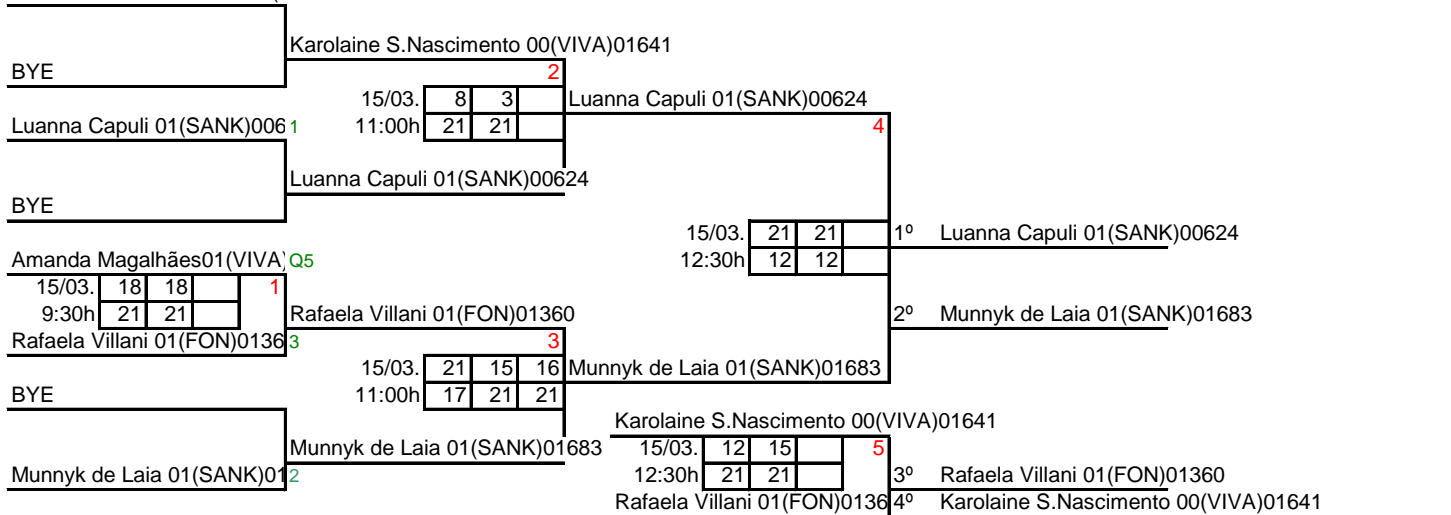 Karolaine S.Nascimento 00(VIVA)01641
BYE
2
15/03. 8 3
Luanna Capuli 01(SANK)00624
Luanna Capuli 01(SANK)006 1
11:00h 21 21
4
Luanna Capuli 01(SANK)00624
BYE
15/03. 21 21
1º Luanna Capuli 01(SANK)00624
Amanda Magalhães01(VIVA) Q5
12:30h 12 12
15/03. 18 18
1
9:30h 21 21
Rafaela Villani 01(FON)01360
2º Munnyk de Laia 01(SANK)01683
Rafaela Villani 01(FON)0136 3
3
15/03. 21 15 16
Munnyk de Laia 01(SANK)01683
BYE
11:00h 17 21 21
Karolaine S.Nascimento 00(VIVA)01641
Munnyk de Laia 01(SANK)01683
15/03. 12 15
5
Munnyk de Laia 01(SANK)01 2
12:30h 21 21
3º Rafaela Villani 01(FON)01360
Rafaela Villani 01(FON)0136
4º Karolaine S.Nascimento 00(VIVA)01641